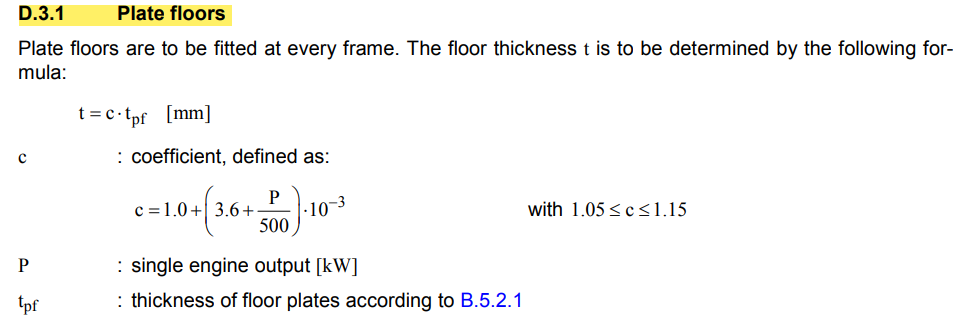 D.3.1 Plate floors
Plate floors are to be fitted at every frame. The floor thickness t is to be determined by the following for-
mula:
t = c · tpf [mm]
c : coefficient, defined as:
c = 1.0 + (3.6 + P/500) · 10⁻³ with 1.05 ≤ c ≤ 1.15
P : single engine output [kW]
tpf : thickness of floor plates according to B.5.2.1